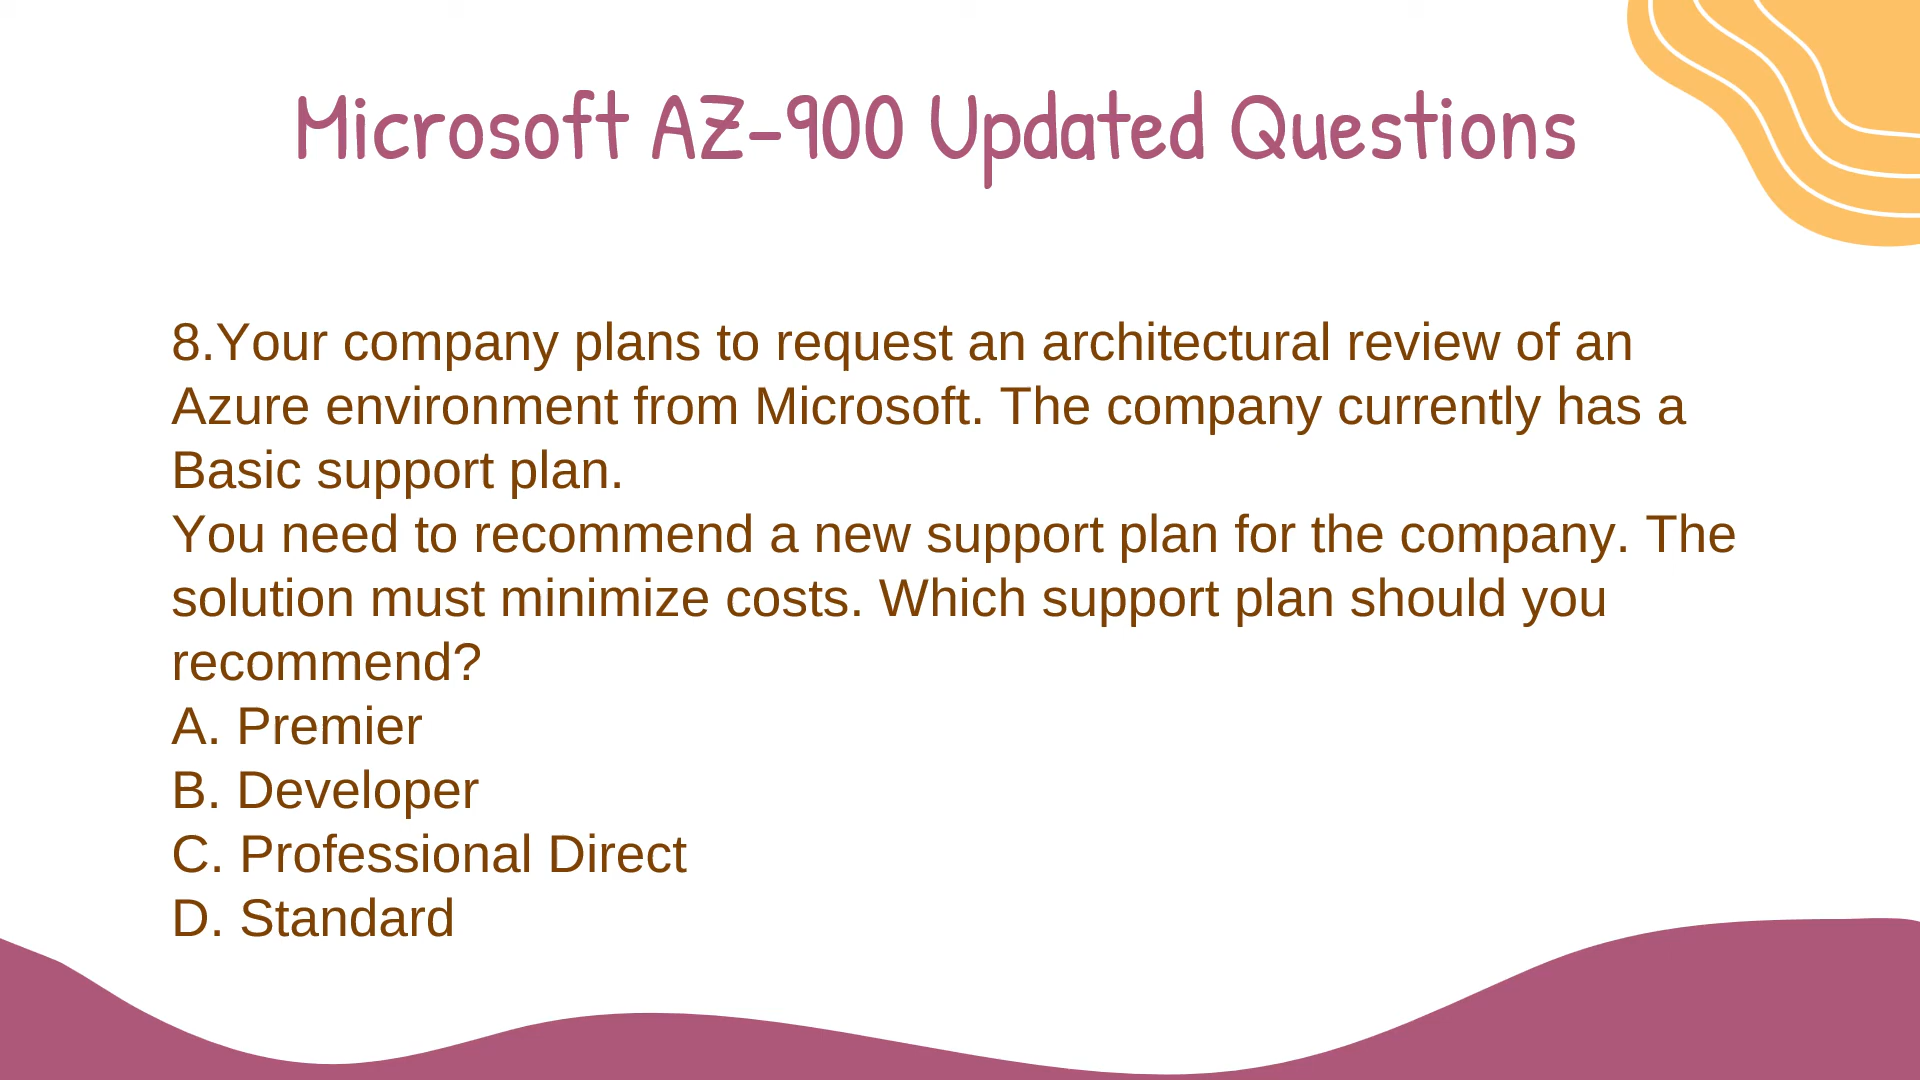 Microsoft AZ-900 Updated Questions
8.Your company plans to request an architectural review of an
Azure environment from Microsoft. The company currently has a
Basic support plan.
You need to recommend a new support plan for the company. The
solution must minimize costs. Which support plan should you
recommend?
A. Premier
B. Developer
C. Professional Direct
D. Standard